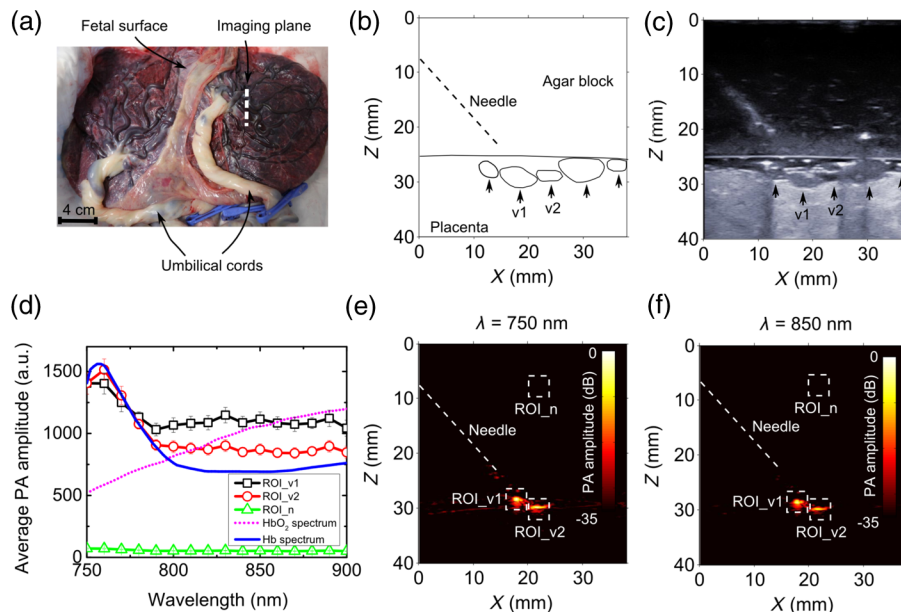 (a)
Fetal surface
Imaging plane
4 cm
Umbilical cords
(b)
0
10
20
30
40
Z (mm)
Agar block
Needle
v1
v2
Placenta
0
10
20
30
X (mm)
(c)
0
10
20
30
40
Z (mm)
v1
v2
0
10
20
30
X (mm)
(d)
1500
1000
500
0
Average PA amplitude (a.u.)
ROI_v1
ROI_v2
ROI_n
HbO2 spectrum
Hb spectrum
750
800
850
900
Wavelength (nm)
(e)
λ = 750 nm
0
10
20
30
40
Z (mm)
ROI_n
Needle
ROI_v1
ROI_v2
0
-35
PA amplitude (dB)
0
10
20
30
X (mm)
(f)
λ = 850 nm
0
10
20
30
40
Z (mm)
ROI_n
Needle
ROI_v1
ROI_v2
0
-35
PA amplitude (dB)
0
10
20
30
X (mm)